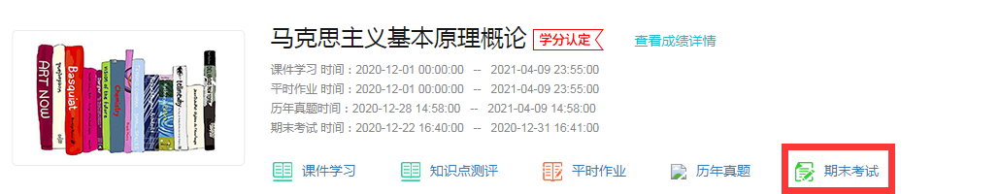 马克思主义基本原理概论 学分认定 查看成绩详情
课件学习 时间：2020-12-01 00:00:00 -- 2021-04-09 23:55:00
平时作业 时间：2020-12-01 00:00:00 -- 2021-04-09 23:55:00
历年真题时间：2020-12-28 14:58:00 -- 2021-04-09 14:58:00
期末考试 时间：2020-12-22 16:40:00 -- 2020-12-31 16:41:00
ART NOW
Basquiat
课件学习 知识点测评 平时作业 历年真题 期末考试